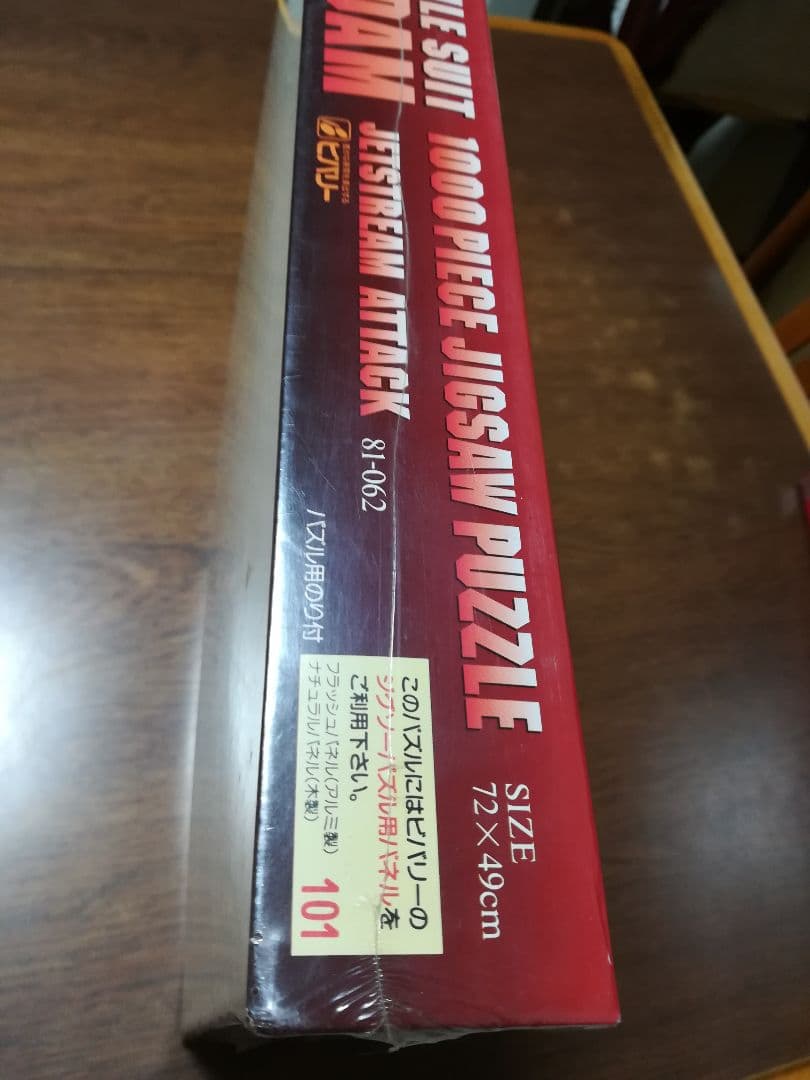 LE SUIT 1000 PIECE JIGSAW PUZZLE
DAM JETSTREAM ATTACK 81-062
ビバリー
パズル用のり付
SIZE
72×49cm
このパズルにはビバリーの
ジグソーパズル用パネルを
ご利用下さい。
フラッシュパネル(アルミ製)
ナチュラルパネル(木製)
101